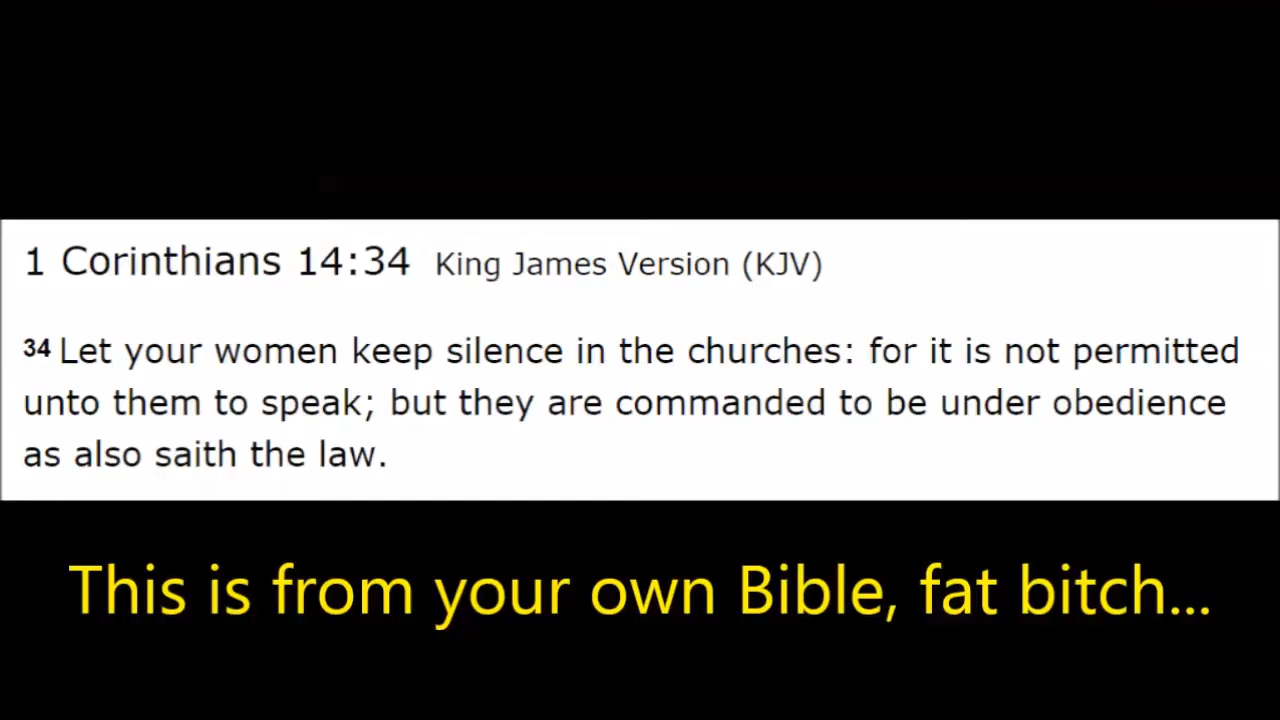 1 Corinthians 14:34 King James Version (KJV)
34 Let your women keep silence in the churches: for it is not permitted
unto them to speak; but they are commanded to be under obedience
as also saith the law.
This is from your own Bible, fat bitch...